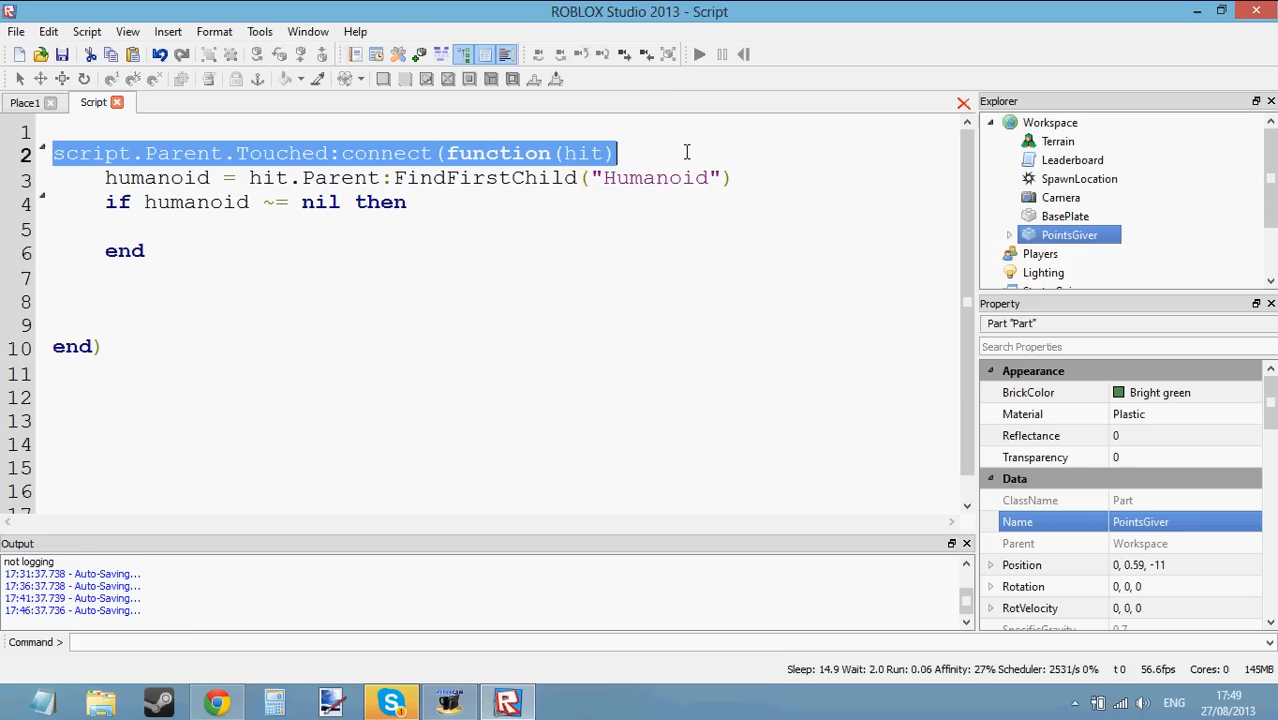 ROBLOX Studio 2013 - Script
File Edit Script View Insert Format Tools Window Help
Place1 Script
1
2 script.Parent.Touched:connect(function(hit)
3 humanoid = hit.Parent:FindFirstChild("Humanoid")
4 if humanoid ~= nil then
5
6 end
7
8
9
10 end)
11
12
13
14
15
16
Explorer
Workspace
Terrain
Leaderboard
SpawnLocation
Camera
BasePlate
PointsGiver
Players
Lighting
Property
Part "Part"
Search Properties
Appearance
BrickColor Bright green
Material Plastic
Reflectance 0
Transparency 0
Data
ClassName Part
Name PointsGiver
Parent Workspace
Position 0, 0.59, -11
Rotation 0, 0, 0
RotVelocity 0, 0, 0
Output
not logging
17:31:37.738 - Auto-Saving...
17:36:37.738 - Auto-Saving...
17:41:37.739 - Auto-Saving...
17:46:37.736 - Auto-Saving...
Command >
Sleep: 14.9 Wait: 2.0 Run: 0.06 Affinity: 27% Scheduler: 2531/s 0% t 0 56.6fps Cores: 0 145MB
ENG
17:49
27/08/2013